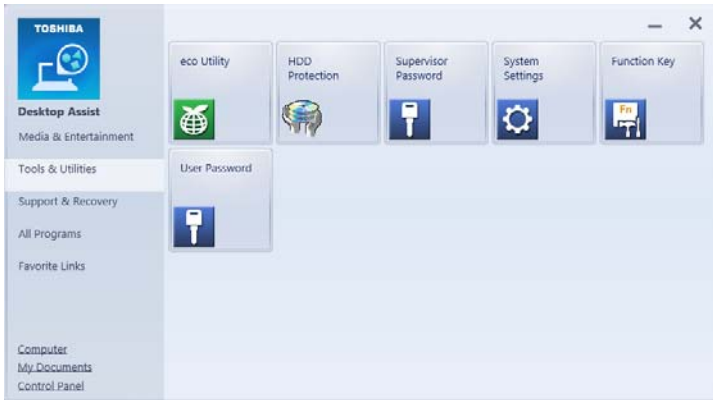 TOSHIBA
Desktop Assist
Media & Entertainment
Tools & Utilities
Support & Recovery
All Programs
Favorite Links
Computer
My Documents
Control Panel
eco Utility
HDD
Protection
Supervisor
Password
System
Settings
Function Key
Fn
User Password